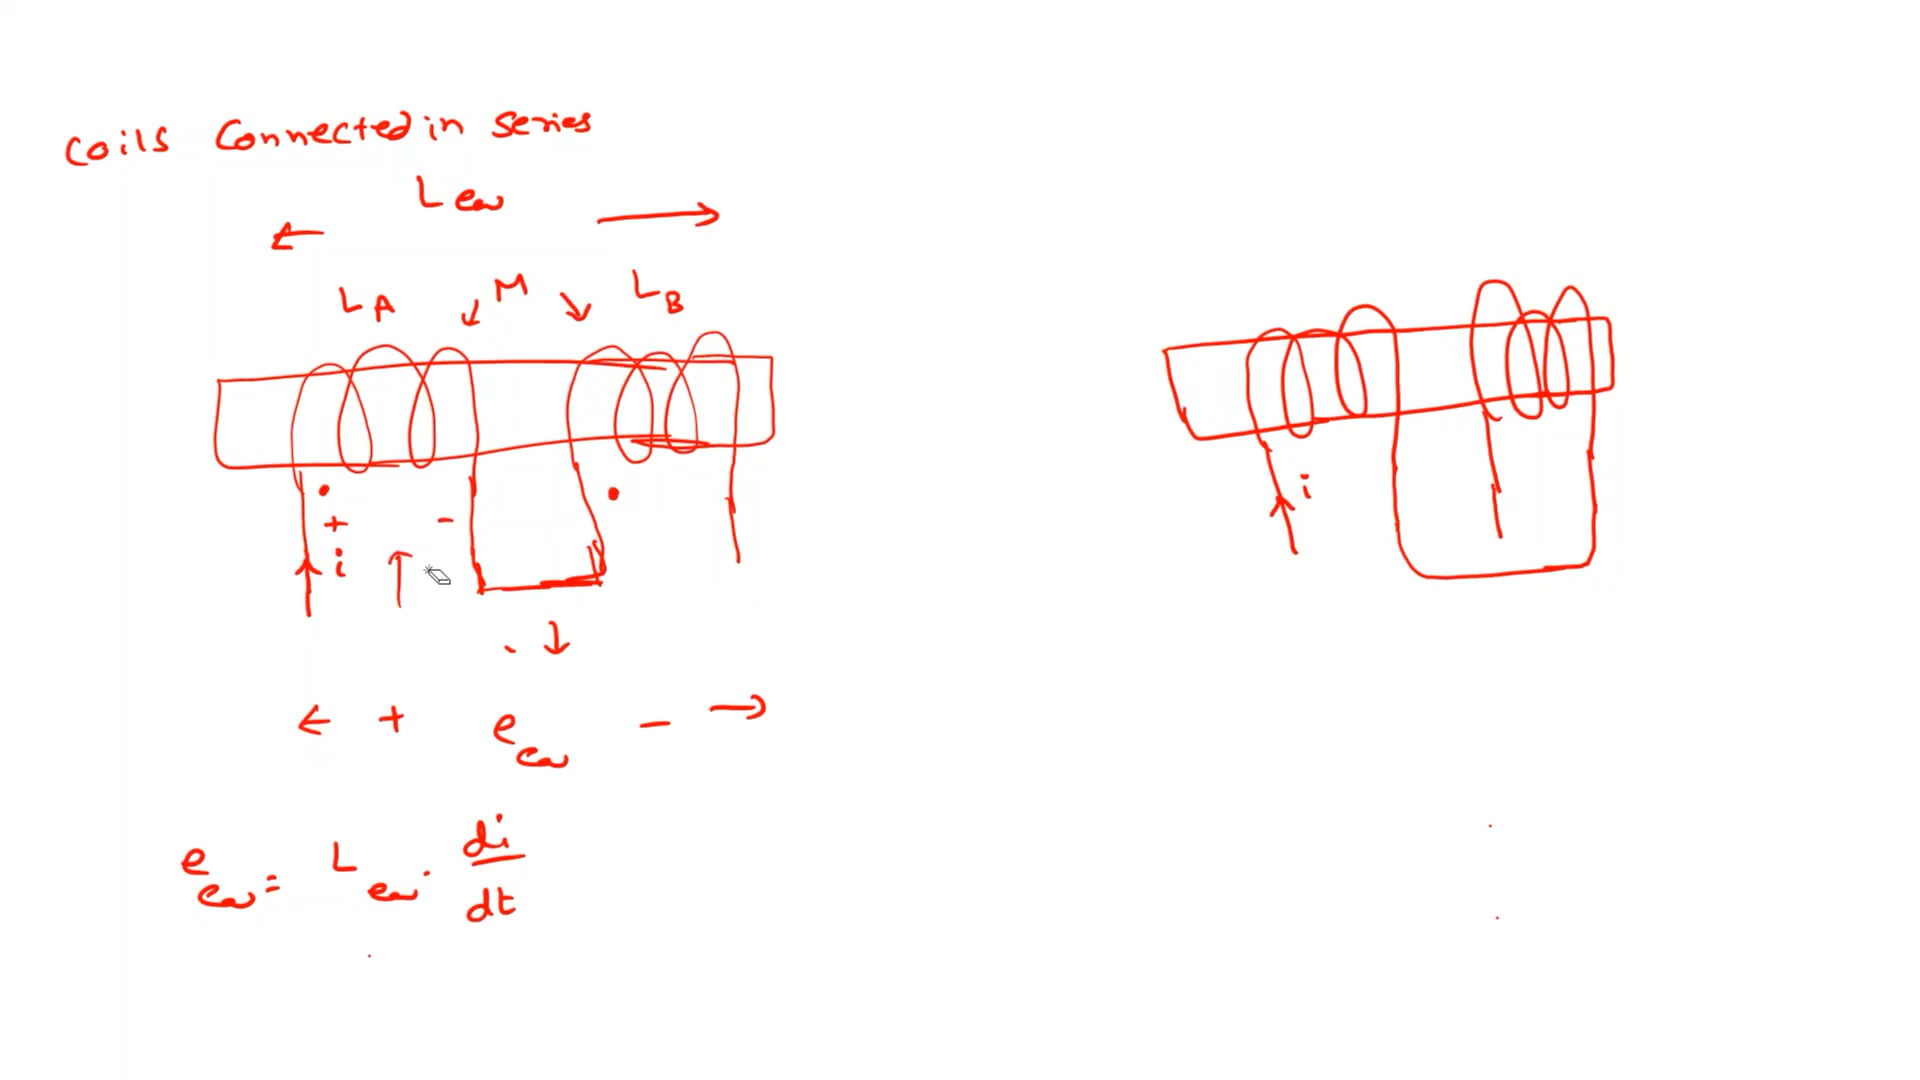 Coils Connected in series
Leq
LA M LB
+ -
i
i
+ eeq -
eeq = Leq . di/dt